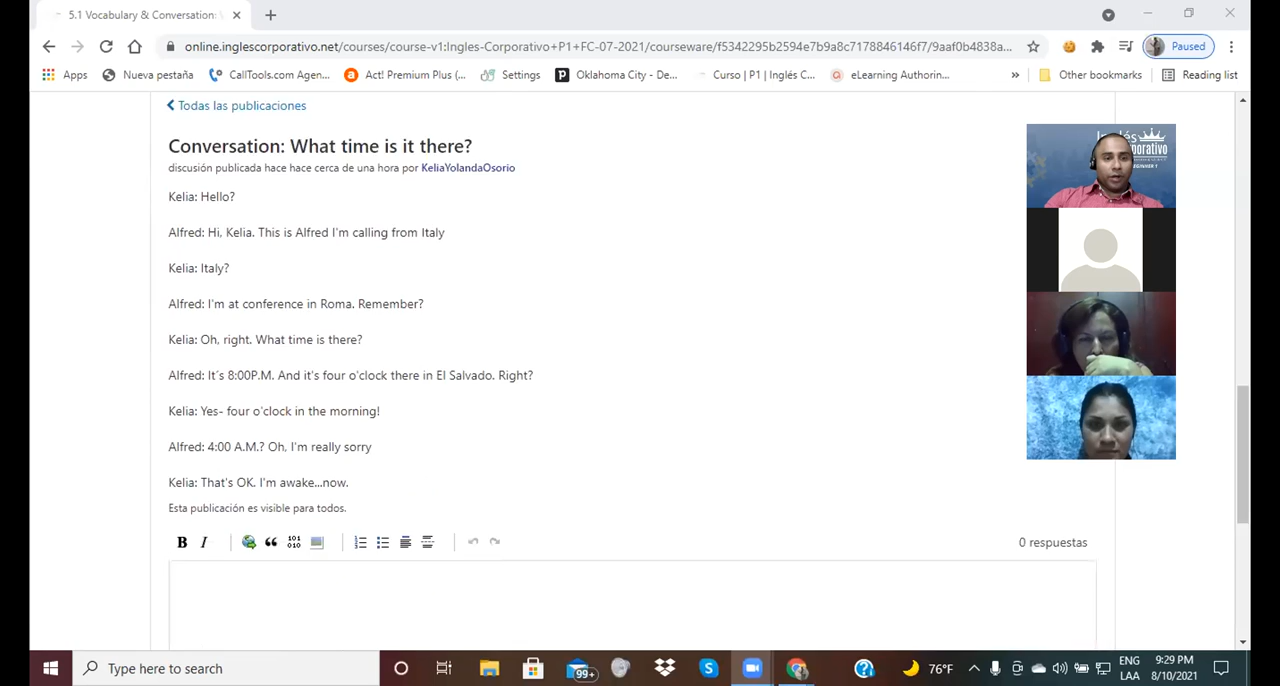 5.1 Vocabulary & Conversation:
online.inglescorporativo.net/courses/course-v1:Ingles-Corporativo+P1+FC-07-2021/courseware/f5342295b2594e7b9a8c7178846146f7/9aaf0b4838a...
Paused
Apps
Nueva pestaña
CallTools.com Agen...
Act! Premium Plus (...
Settings
Oklahoma City - De...
Curso | P1 | Inglés C...
eLearning Authorin...
»
Other bookmarks
Reading list
Todas las publicaciones
Conversation: What time is it there?
discusión publicada hace hace cerca de una hora por KeliaYolandaOsorio
Kelia: Hello?
Alfred: Hi, Kelia. This is Alfred I'm calling from Italy
Kelia: Italy?
Alfred: I'm at conference in Roma. Remember?
Kelia: Oh, right. What time is there?
Alfred: It´s 8:00P.M. And it's four o'clock there in El Salvado. Right?
Kelia: Yes- four o'clock in the morning!
Alfred: 4:00 A.M.? Oh, I'm really sorry
Kelia: That's OK. I'm awake...now.
Esta publicación es visible para todos.
B I
0 respuestas
Type here to search
99+
76°F
ENG
LAA
9:29 PM
8/10/2021